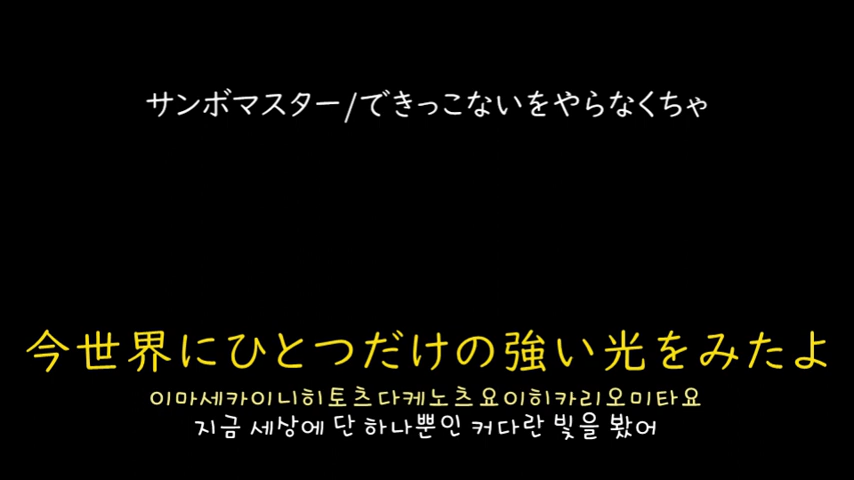 サンボマスター/できっこないをやらなくちゃ
今世界にひとつだけの強い光をみたよ
이마세카이니히토츠다케노츠요이히카리오미타요
지금 세상에 단 하나뿐인 커다란 빛을 봤어